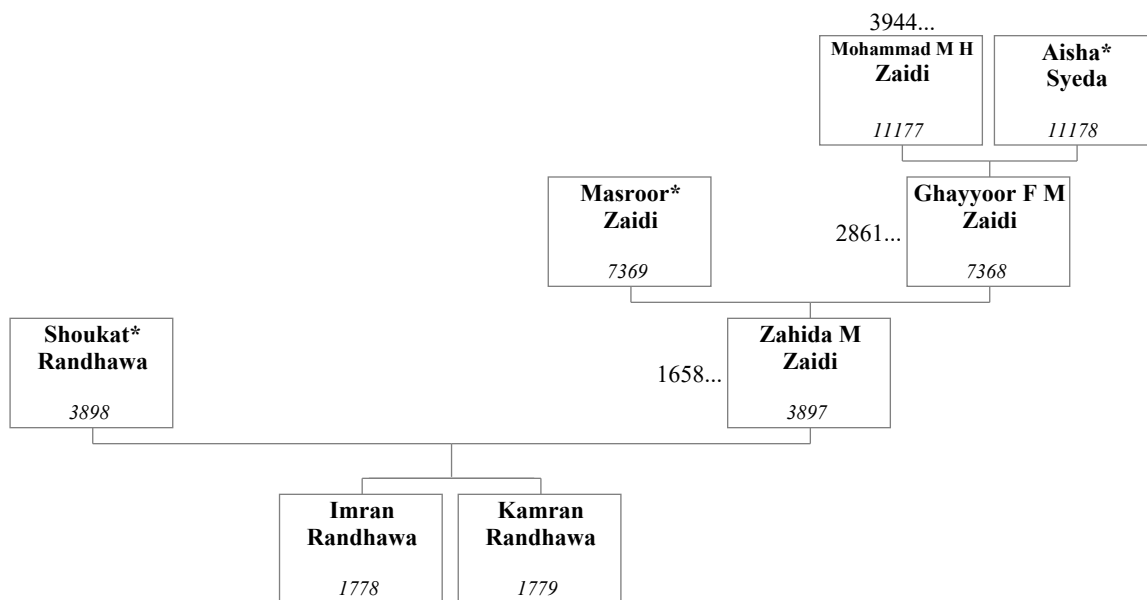 3944...
Mohammad M H
Zaidi
11177
Aisha*
Syeda
11178
Masroor*
Zaidi
7369
2861...
Ghayyoor F M
Zaidi
7368
Shoukat*
Randhawa
3898
1658...
Zahida M
Zaidi
3897
Imran
Randhawa
1778
Kamran
Randhawa
1779